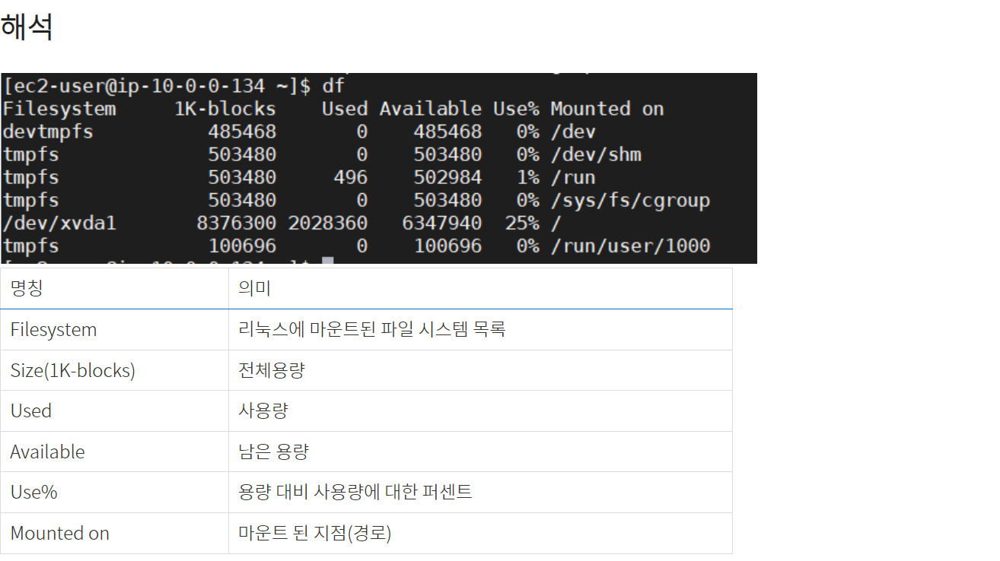 해석
[ec2-user@ip-10-0-0-134 ~]$ df
Filesystem     1K-blocks    Used Available Use% Mounted on
devtmpfs          485468       0    485468   0% /dev
tmpfs             503480       0    503480   0% /dev/shm
tmpfs             503480     496    502984   1% /run
tmpfs             503480       0    503480   0% /sys/fs/cgroup
/dev/xvda1       8376300 2028360   6347940  25% /
tmpfs             100696       0    100696   0% /run/user/1000
명칭 의미
Filesystem 리눅스에 마운트된 파일 시스템 목록
Size(1K-blocks) 전체용량
Used 사용량
Available 남은 용량
Use% 용량 대비 사용량에 대한 퍼센트
Mounted on 마운트 된 지점(경로)